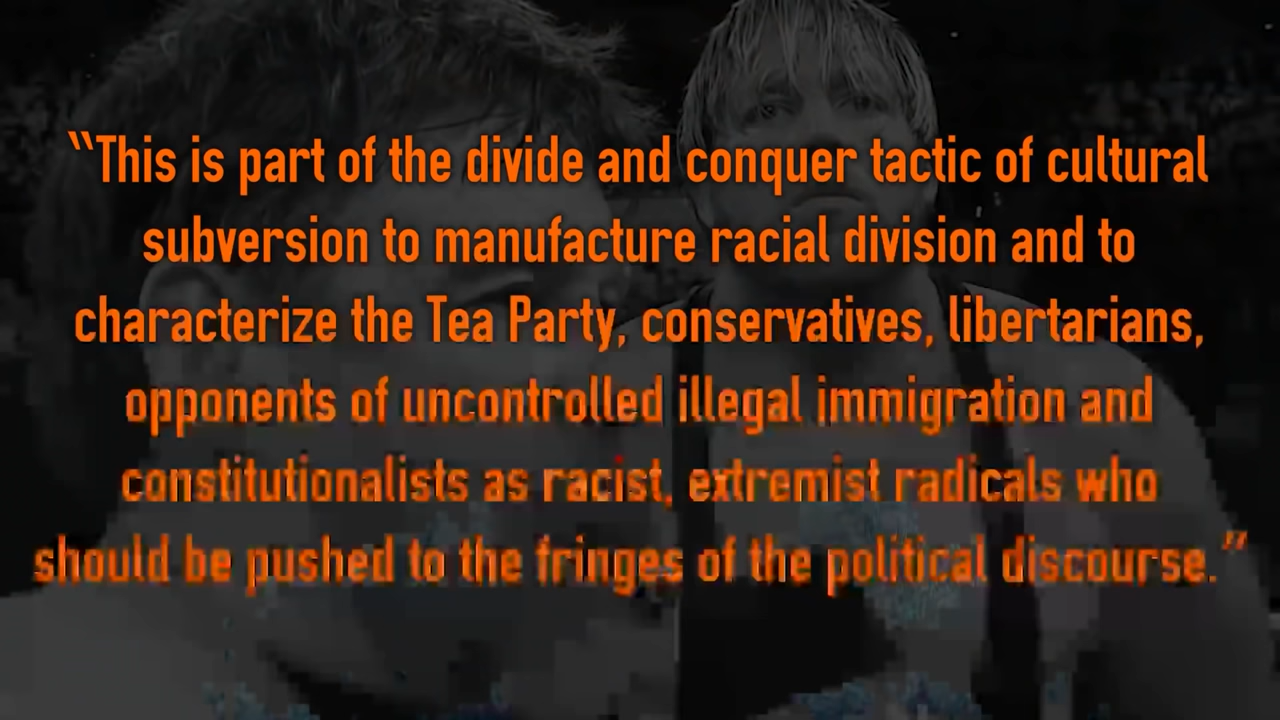 “This is part of the divide and conquer tactic of cultural
subversion to manufacture racial division and to
characterize the Tea Party, conservatives, libertarians,
opponents of uncontrolled illegal immigration and
constitutionalists as racist, extremist radicals who
should be pushed to the fringes of the political discourse.”